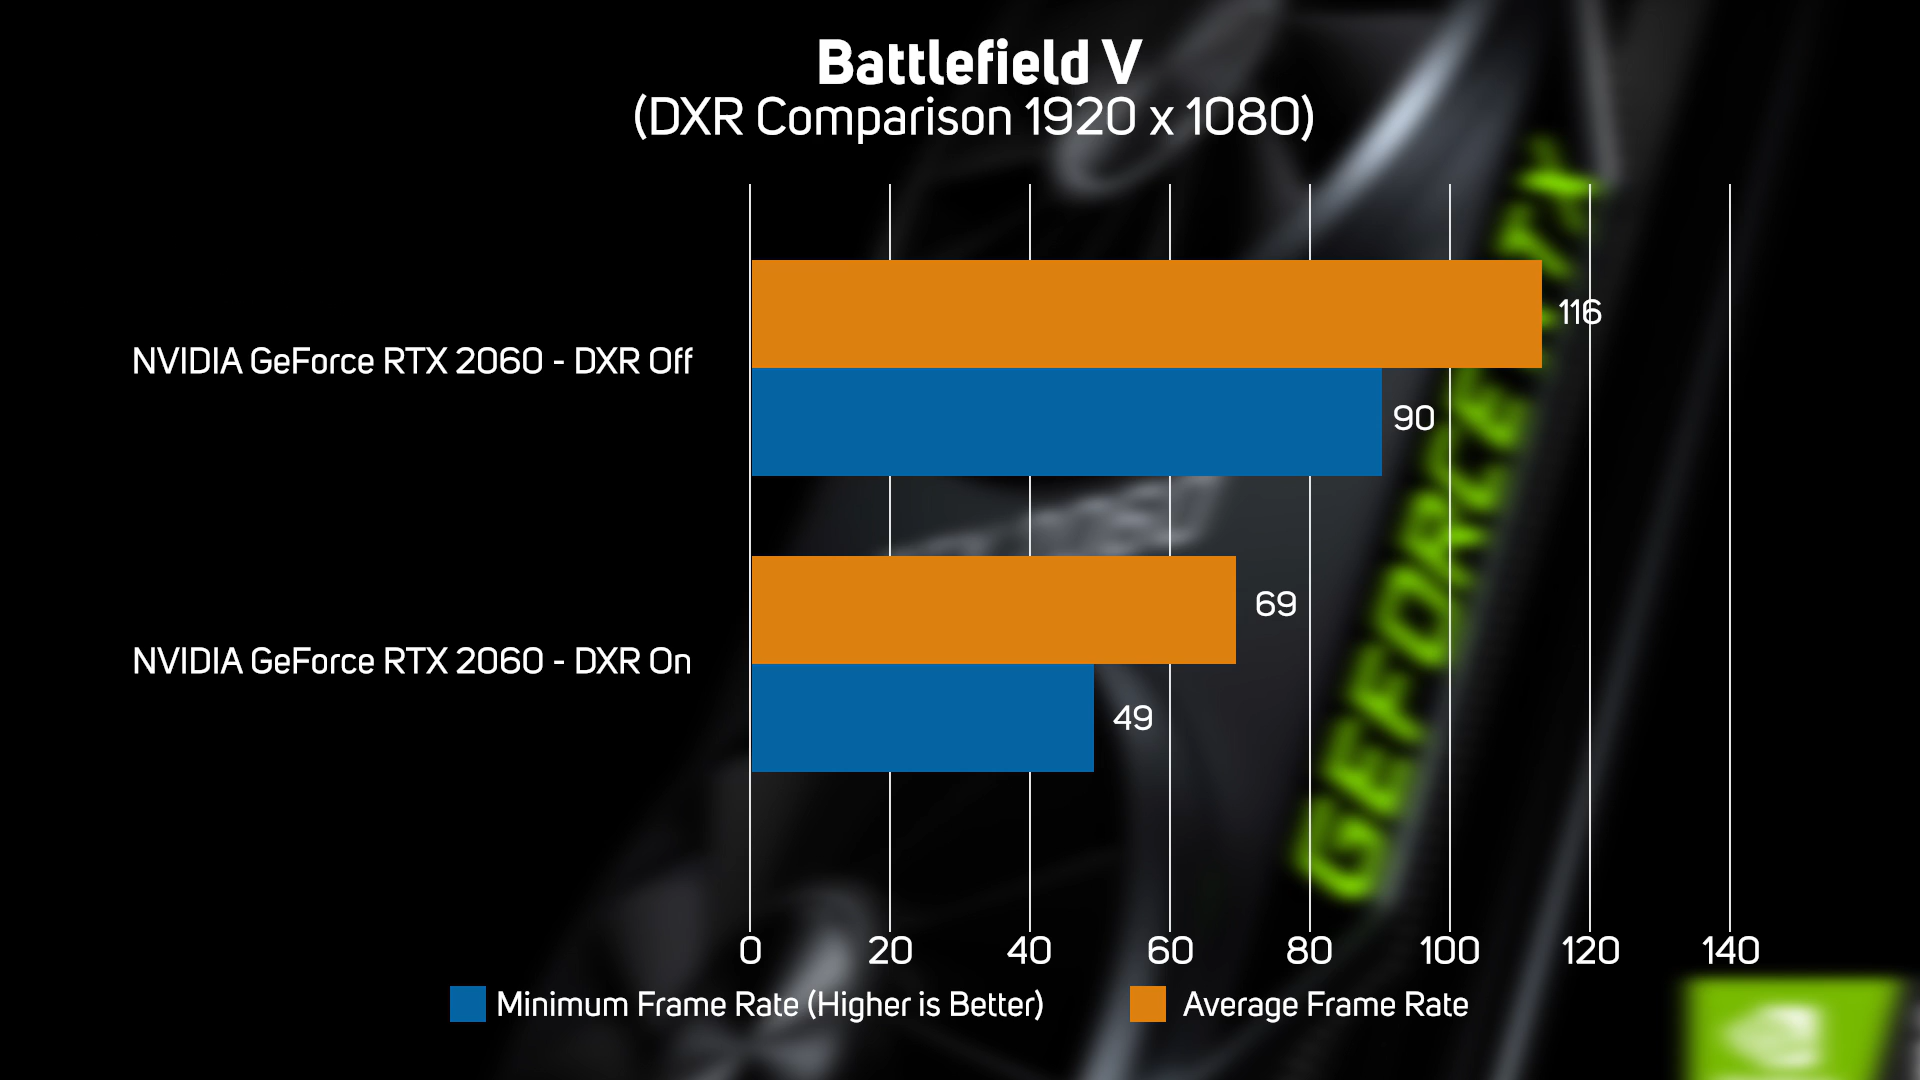 Battlefield V
(DXR Comparison 1920 x 1080)
116
NVIDIA GeForce RTX 2060 - DXR Off
90
69
NVIDIA GeForce RTX 2060 - DXR On
49
0 20 40 60 80 100 120 140
Minimum Frame Rate (Higher is Better) Average Frame Rate
GEFORCE RTX